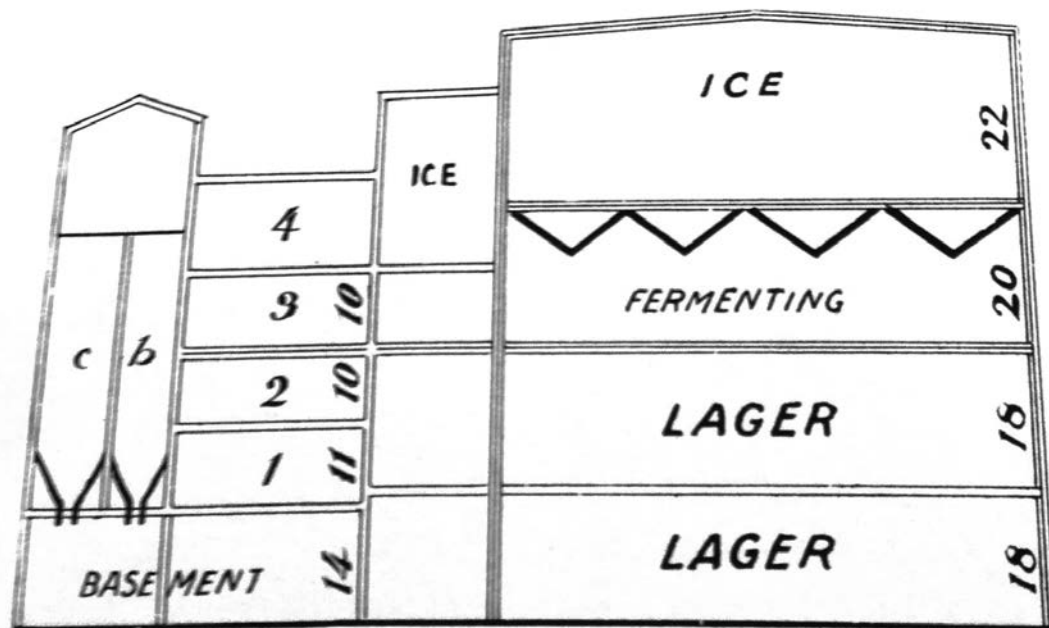 ICE
22
ICE
4
FERMENTING
20
3
10
c
b
2
10
LAGER
18
1
11
LAGER
18
BASEMENT
14